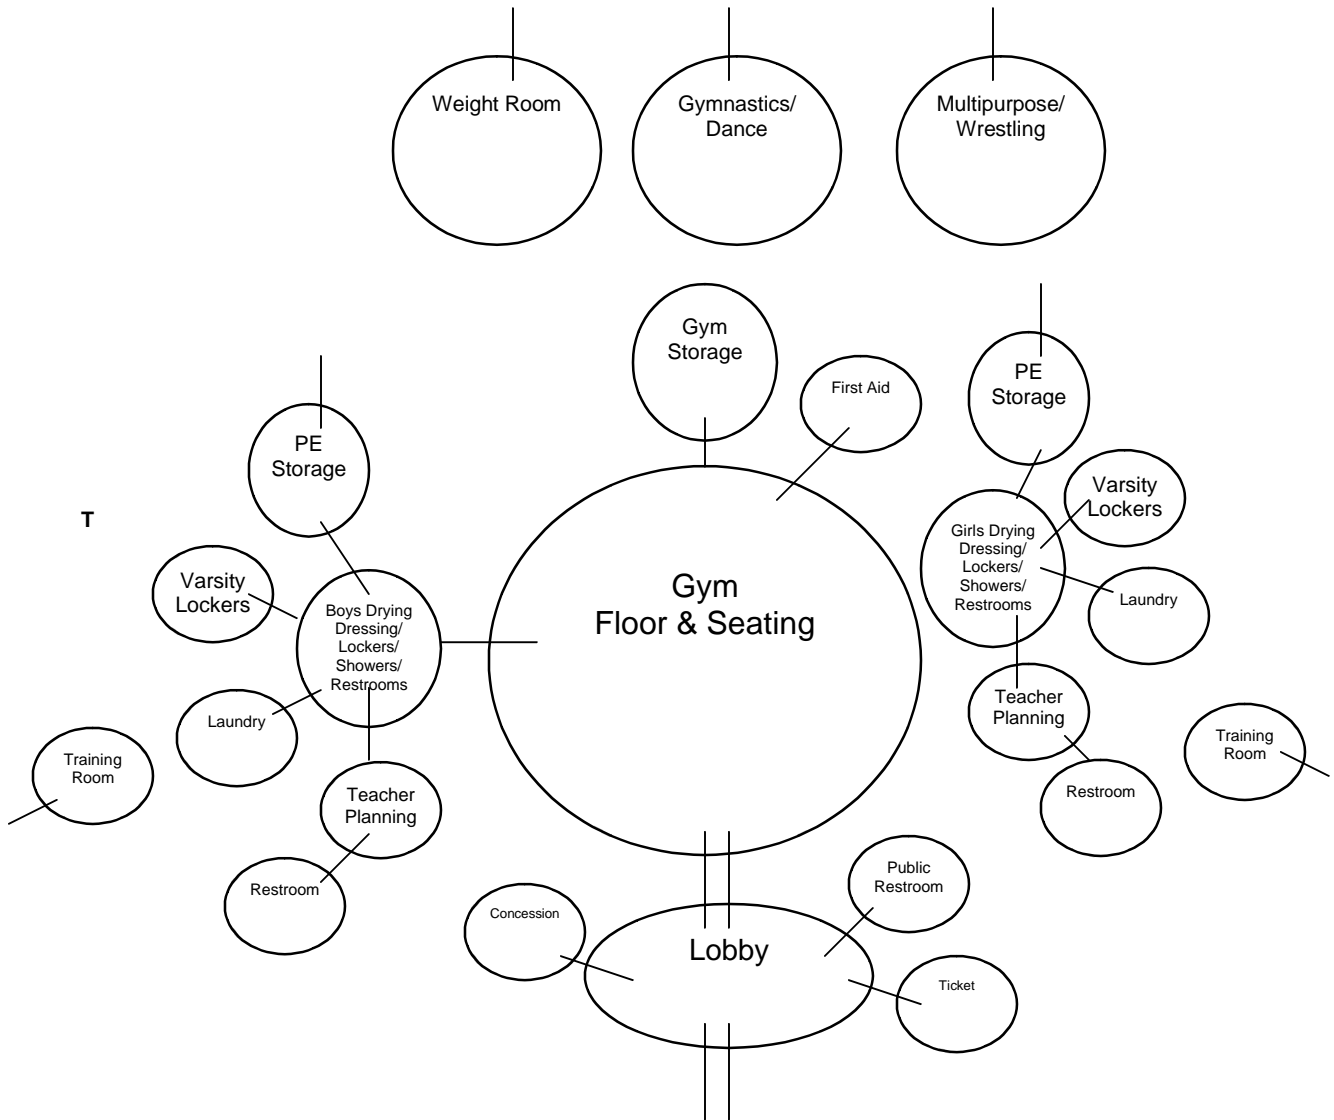 Weight Room
Gymnastics/
Dance
Multipurpose/
Wrestling
Gym
Storage
First Aid
PE
Storage
PE
Storage
Varsity
Lockers
T
Girls Drying
Dressing/
Lockers/
Showers/
Restrooms
Varsity
Lockers
Gym
Floor & Seating
Boys Drying
Dressing/
Lockers/
Showers/
Restrooms
Laundry
Laundry
Teacher
Planning
Training
Room
Training
Room
Teacher
Planning
Restroom
Restroom
Public
Restroom
Concession
Lobby
Ticket